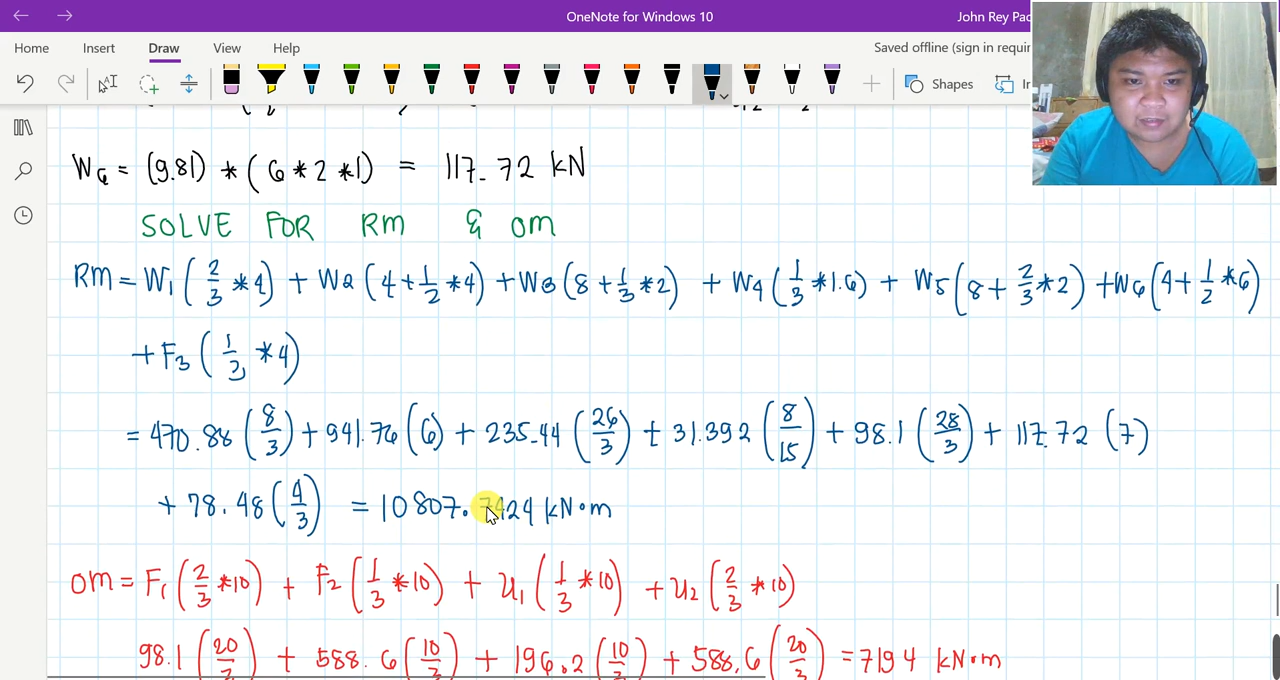 OneNote for Windows 10
John Rey Pac
Home Insert Draw View Help
Saved offline (sign in requir
Shapes In
W6 = (9.81) * (6*2*1) = 117.72 kN
SOLVE FOR RM & OM
RM = W1 (2/3 * 4) + W2 (4 + 1/2 * 4) + W3 (8 + 1/3 * 2) + W4 (1/3 * 1.6) + W5 (8 + 2/3 * 2) + W6 (4 + 1/2 * 6)
+ F3 (1/3 * 4)
= 470.88 (8/3) + 941.76 (6) + 235.44 (26/3) + 31.392 (8/15) + 98.1 (28/3) + 117.72 (7)
+ 78.48 (4/3) = 10807.7424 kN·m
OM = F1 (2/3 * 10) + F2 (1/3 * 10) + U1 (1/3 * 10) + U2 (2/3 * 10)
98.1 (20/3) + 588.6 (10/3) + 196.2 (10/3) + 588.6 (20/3) = 7194 kN·m